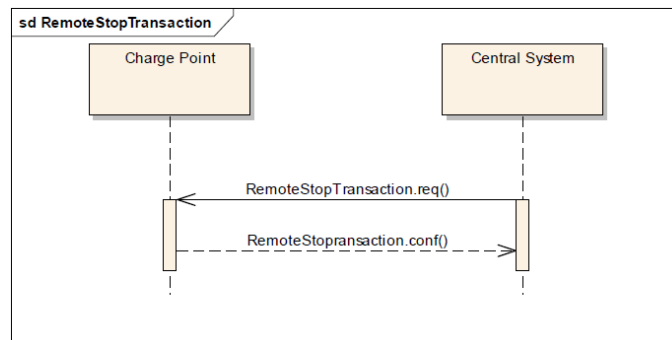 sd RemoteStopTransaction
Charge Point
Central System
RemoteStopTransaction.req()
RemoteStopransaction.conf()